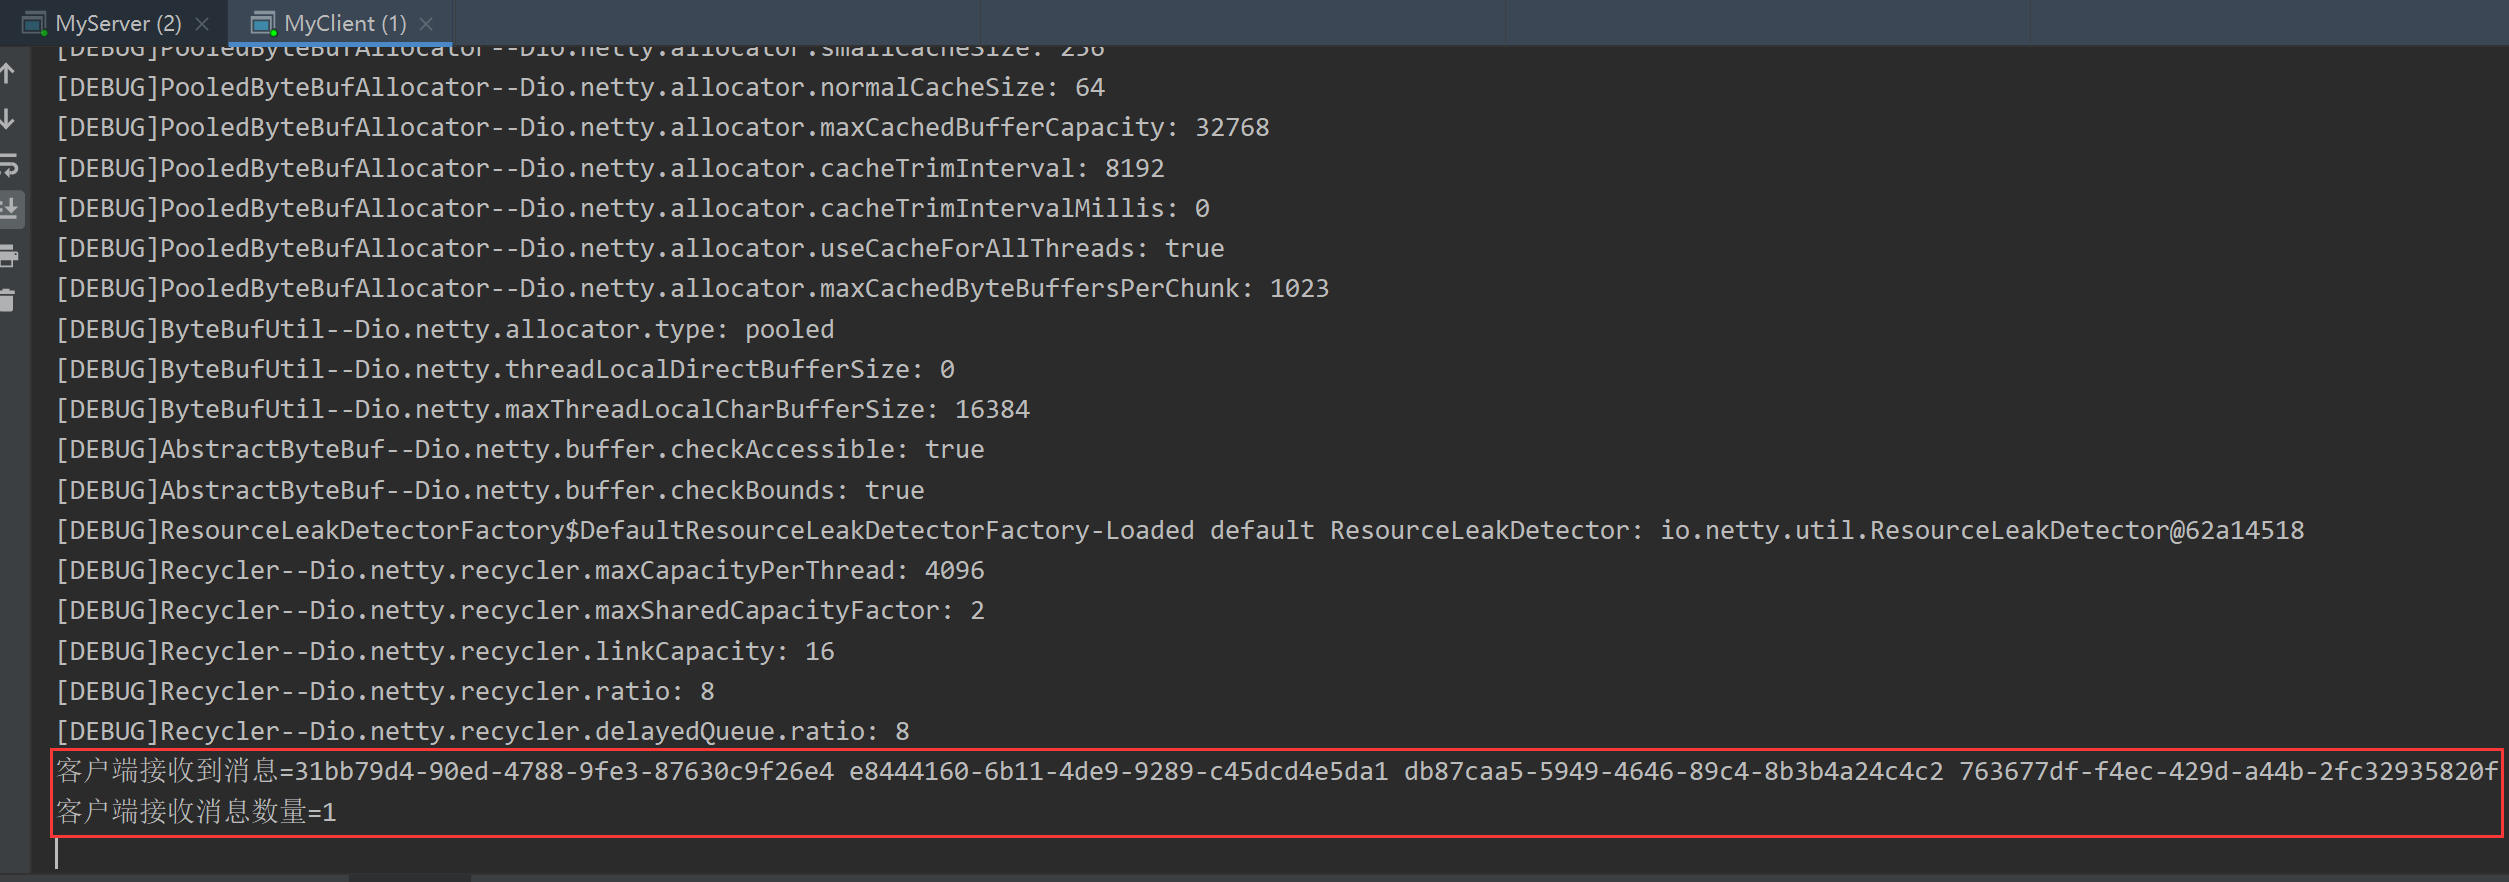 MyServer (2)
MyClient (1)
[DEBUG]PooledByteBufAllocator--Dio.netty.allocator.smallCacheSize: 256
[DEBUG]PooledByteBufAllocator--Dio.netty.allocator.normalCacheSize: 64
[DEBUG]PooledByteBufAllocator--Dio.netty.allocator.maxCachedBufferCapacity: 32768
[DEBUG]PooledByteBufAllocator--Dio.netty.allocator.cacheTrimInterval: 8192
[DEBUG]PooledByteBufAllocator--Dio.netty.allocator.cacheTrimIntervalMillis: 0
[DEBUG]PooledByteBufAllocator--Dio.netty.allocator.useCacheForAllThreads: true
[DEBUG]PooledByteBufAllocator--Dio.netty.allocator.maxCachedByteBuffersPerChunk: 1023
[DEBUG]ByteBufUtil--Dio.netty.allocator.type: pooled
[DEBUG]ByteBufUtil--Dio.netty.threadLocalDirectBufferSize: 0
[DEBUG]ByteBufUtil--Dio.netty.maxThreadLocalCharBufferSize: 16384
[DEBUG]AbstractByteBuf--Dio.netty.buffer.checkAccessible: true
[DEBUG]AbstractByteBuf--Dio.netty.buffer.checkBounds: true
[DEBUG]ResourceLeakDetectorFactory$DefaultResourceLeakDetectorFactory-Loaded default ResourceLeakDetector: io.netty.util.ResourceLeakDetector@62a14518
[DEBUG]Recycler--Dio.netty.recycler.maxCapacityPerThread: 4096
[DEBUG]Recycler--Dio.netty.recycler.maxSharedCapacityFactor: 2
[DEBUG]Recycler--Dio.netty.recycler.linkCapacity: 16
[DEBUG]Recycler--Dio.netty.recycler.ratio: 8
[DEBUG]Recycler--Dio.netty.recycler.delayedQueue.ratio: 8
客户端接收到消息=31bb79d4-90ed-4788-9fe3-87630c9f26e4 e8444160-6b11-4de9-9289-c45dcd4e5da1 db87caa5-5949-4646-89c4-8b3b4a24c4c2 763677df-f4ec-429d-a44b-2fc32935820f
客户端接收消息数量=1